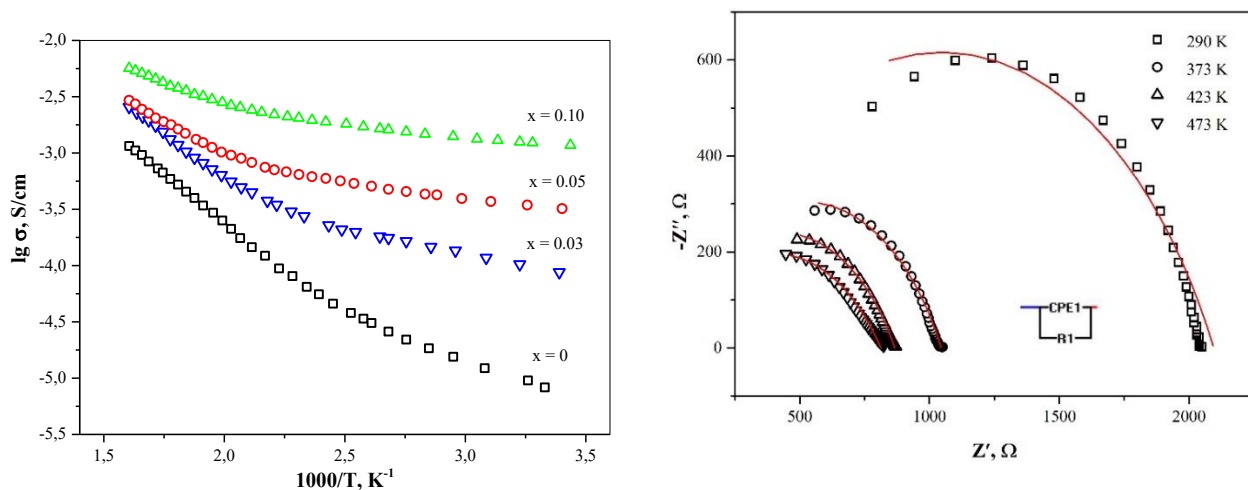 -2,0
-2,5
-3,0
-3,5
-4,0
-4,5
-5,0
-5,5
lg σ, S/cm
x = 0.10
x = 0.05
x = 0.03
x = 0
1,5 2,0 2,5 3,0 3,5
1000/T, K⁻¹
600
400
200
0
-Z'', Ω
290 K
373 K
423 K
473 K
CPE1
R1
500 1000 1500 2000
Z', Ω